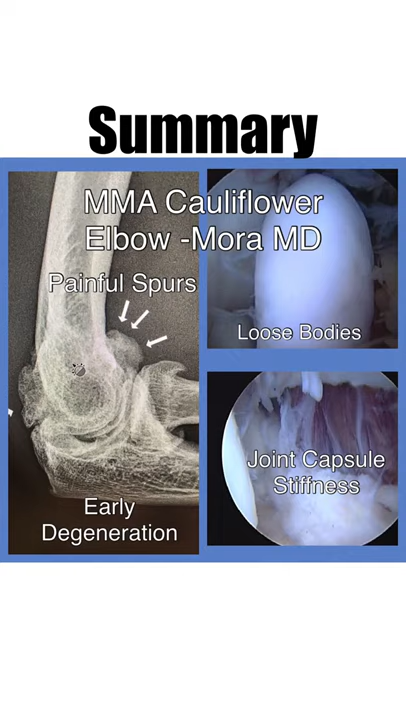 Summary
MMA Cauliflower
Elbow -Mora MD
Painful Spurs
Loose Bodies
Joint Capsule
Stiffness
Early
Degeneration